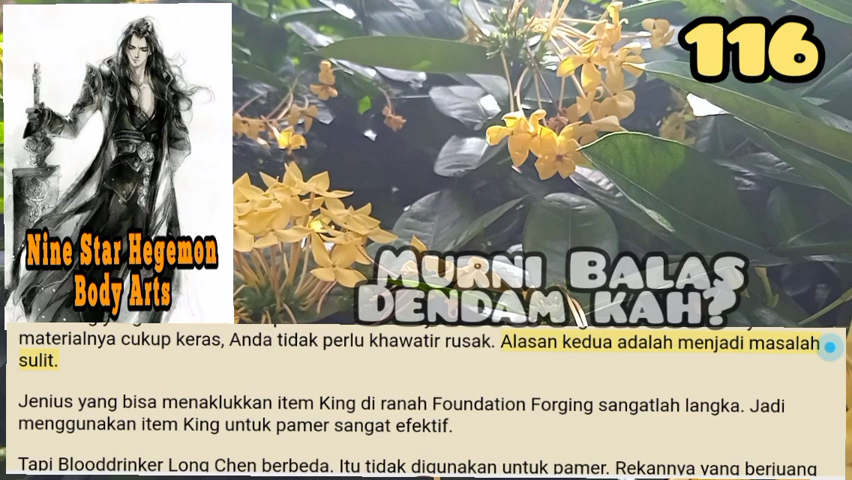 116
Nine Star Hegemon
Body Arts
Murni Balas
Dendam kah?
materialnya cukup keras, Anda tidak perlu khawatir rusak. Alasan kedua adalah menjadi masalah
sulit.
Jenius yang bisa menaklukkan item King di ranah Foundation Forging sangatlah langka. Jadi
menggunakan item King untuk pamer sangat efektif.
Tapi Blooddrinker Long Chen berbeda. Itu tidak digunakan untuk pamer. Rekannya yang berjuang